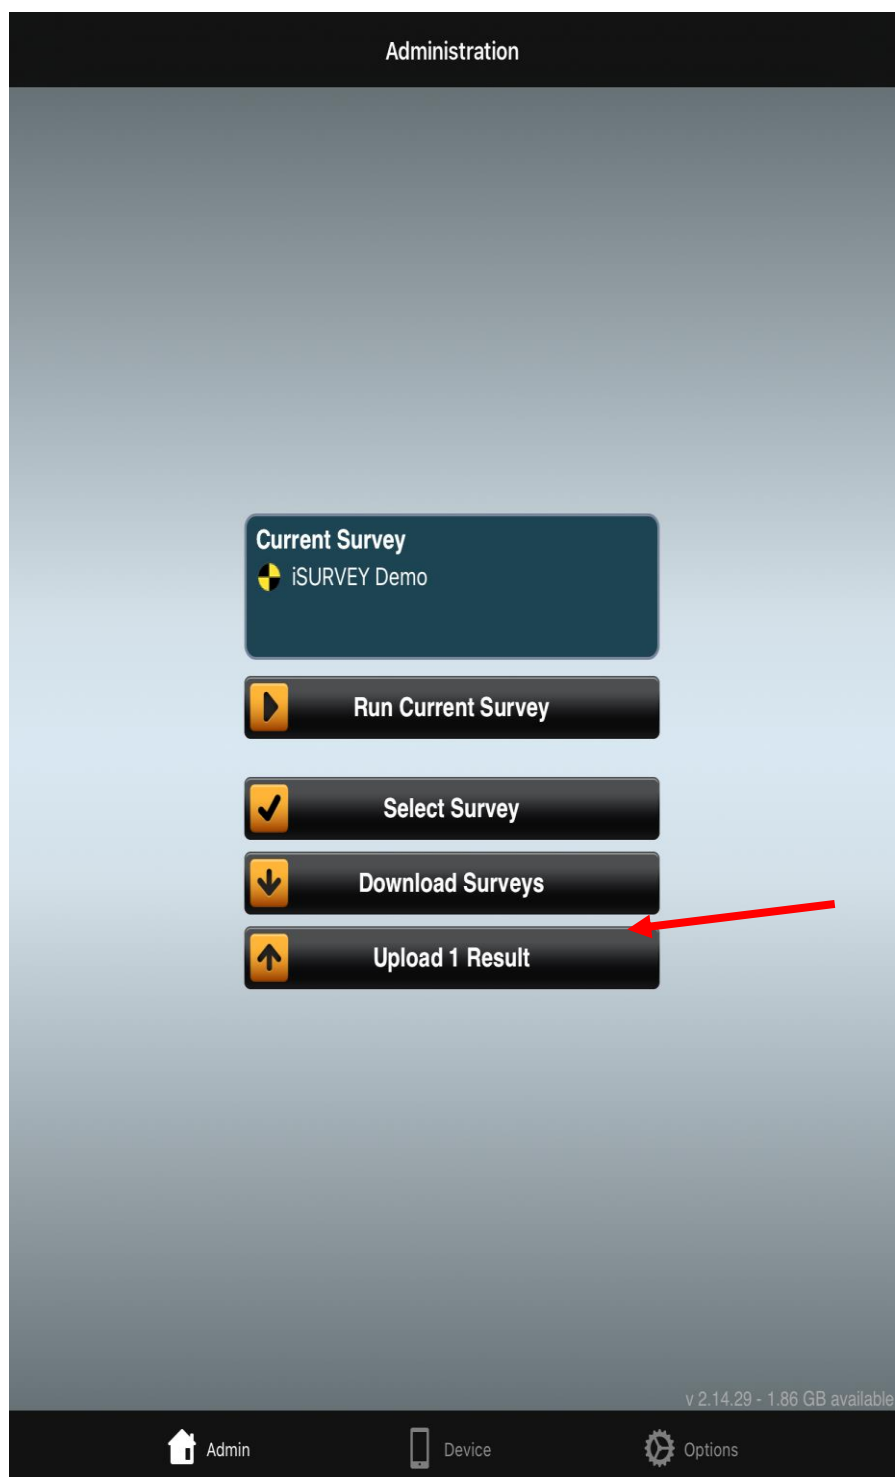 Administration
Current Survey
iSURVEY Demo
Run Current Survey
Select Survey
Download Surveys
Upload 1 Result
v 2.14.29 - 1.86 GB available
Admin
Device
Options